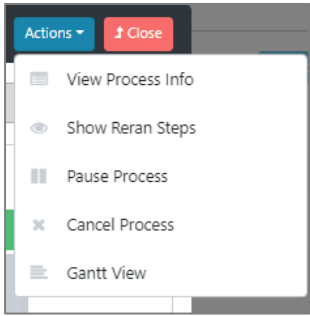 Actions
Close
View Process Info
Show Reran Steps
Pause Process
Cancel Process
Gantt View